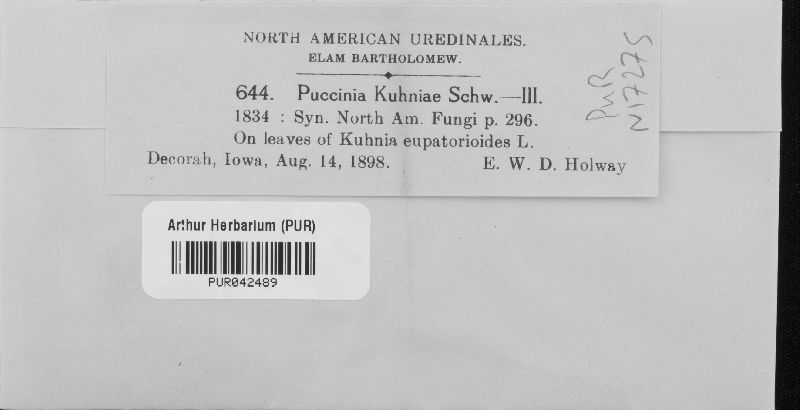 NORTH AMERICAN UREDINALES.
ELAM BARTHOLOMEW.
644. Puccinia Kuhniae Schw.—III.
1834 : Syn. North Am. Fungi p. 296.
On leaves of Kuhnia eupatorioides L.
Decorah, Iowa, Aug. 14, 1898. E. W. D. Holway
PUR
N17275
Arthur Herbarium (PUR)
PUR042489